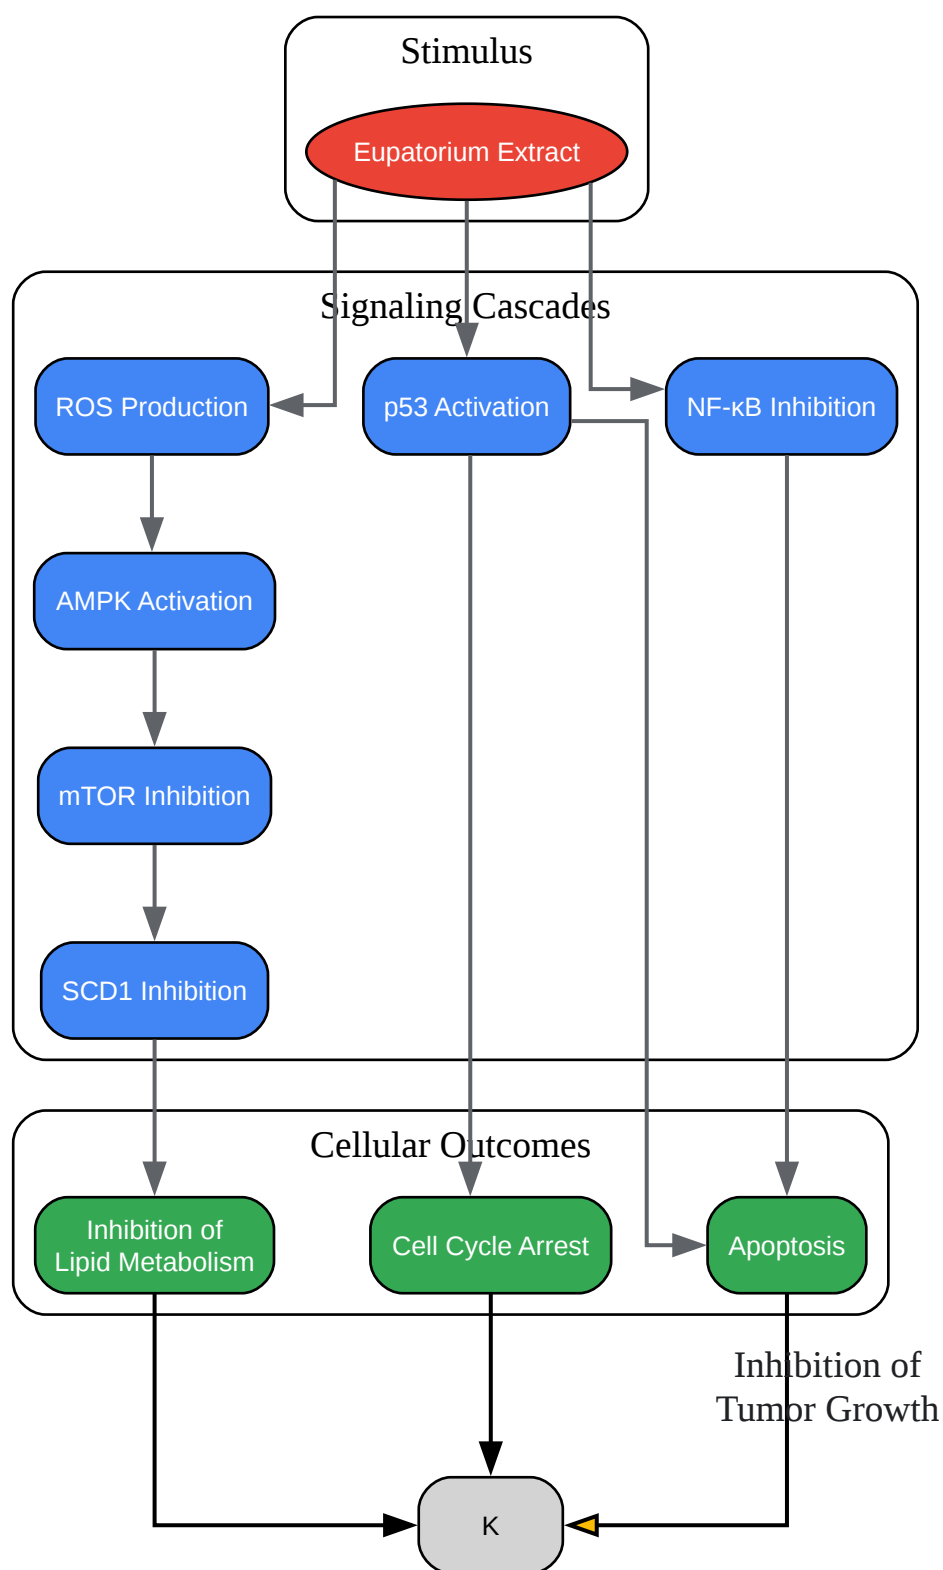 Stimulus
Eupatorium Extract
Signaling Cascades
ROS Production
p53 Activation
NF-κB Inhibition
AMPK Activation
mTOR Inhibition
SCD1 Inhibition
Cellular Outcomes
Inhibition of
Lipid Metabolism
Cell Cycle Arrest
Apoptosis
Inhibition of
Tumor Growth
K